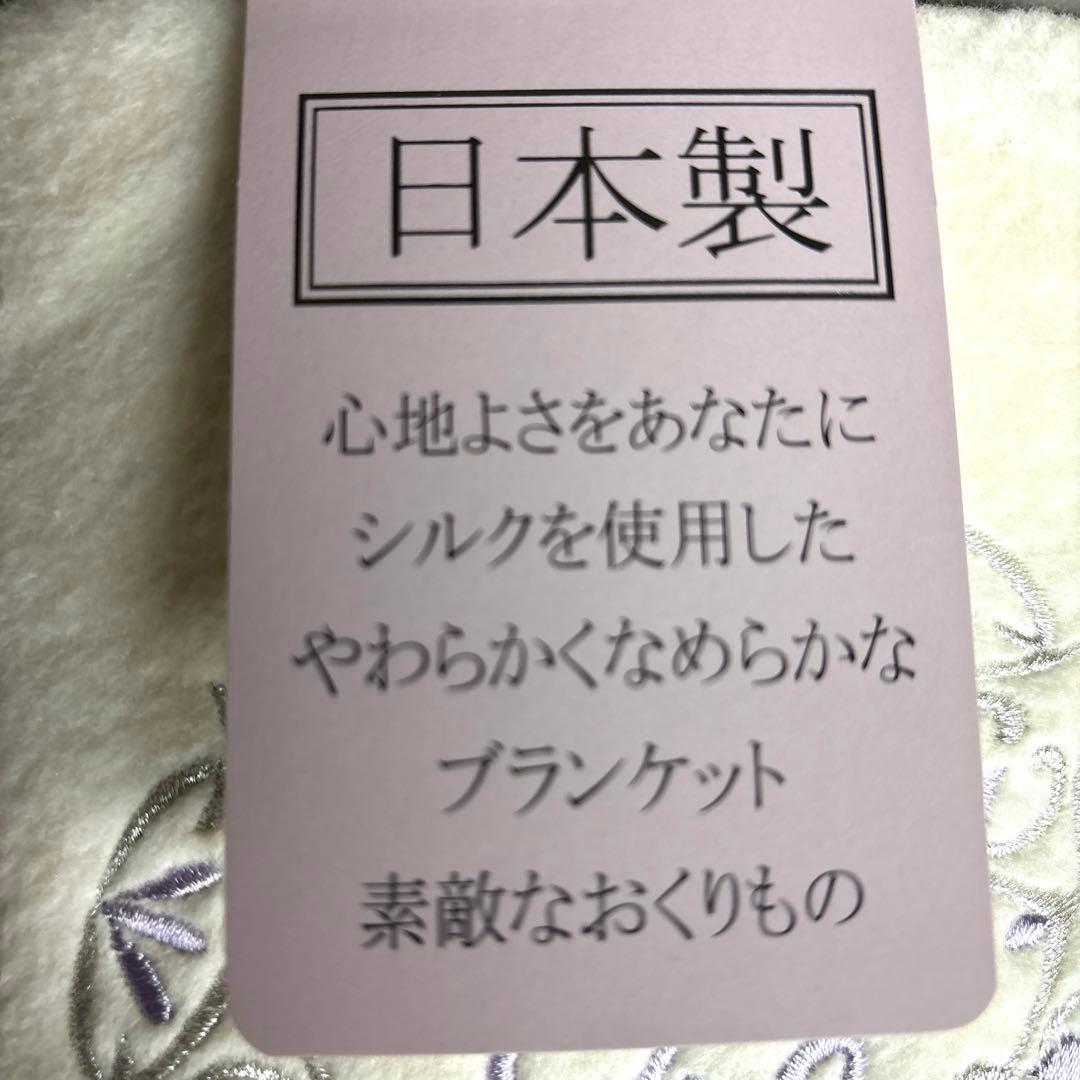 日本製
心地よさをあなたに
シルクを使用した
やわらかくなめらかな
ブランケット
素敵なおくりもの